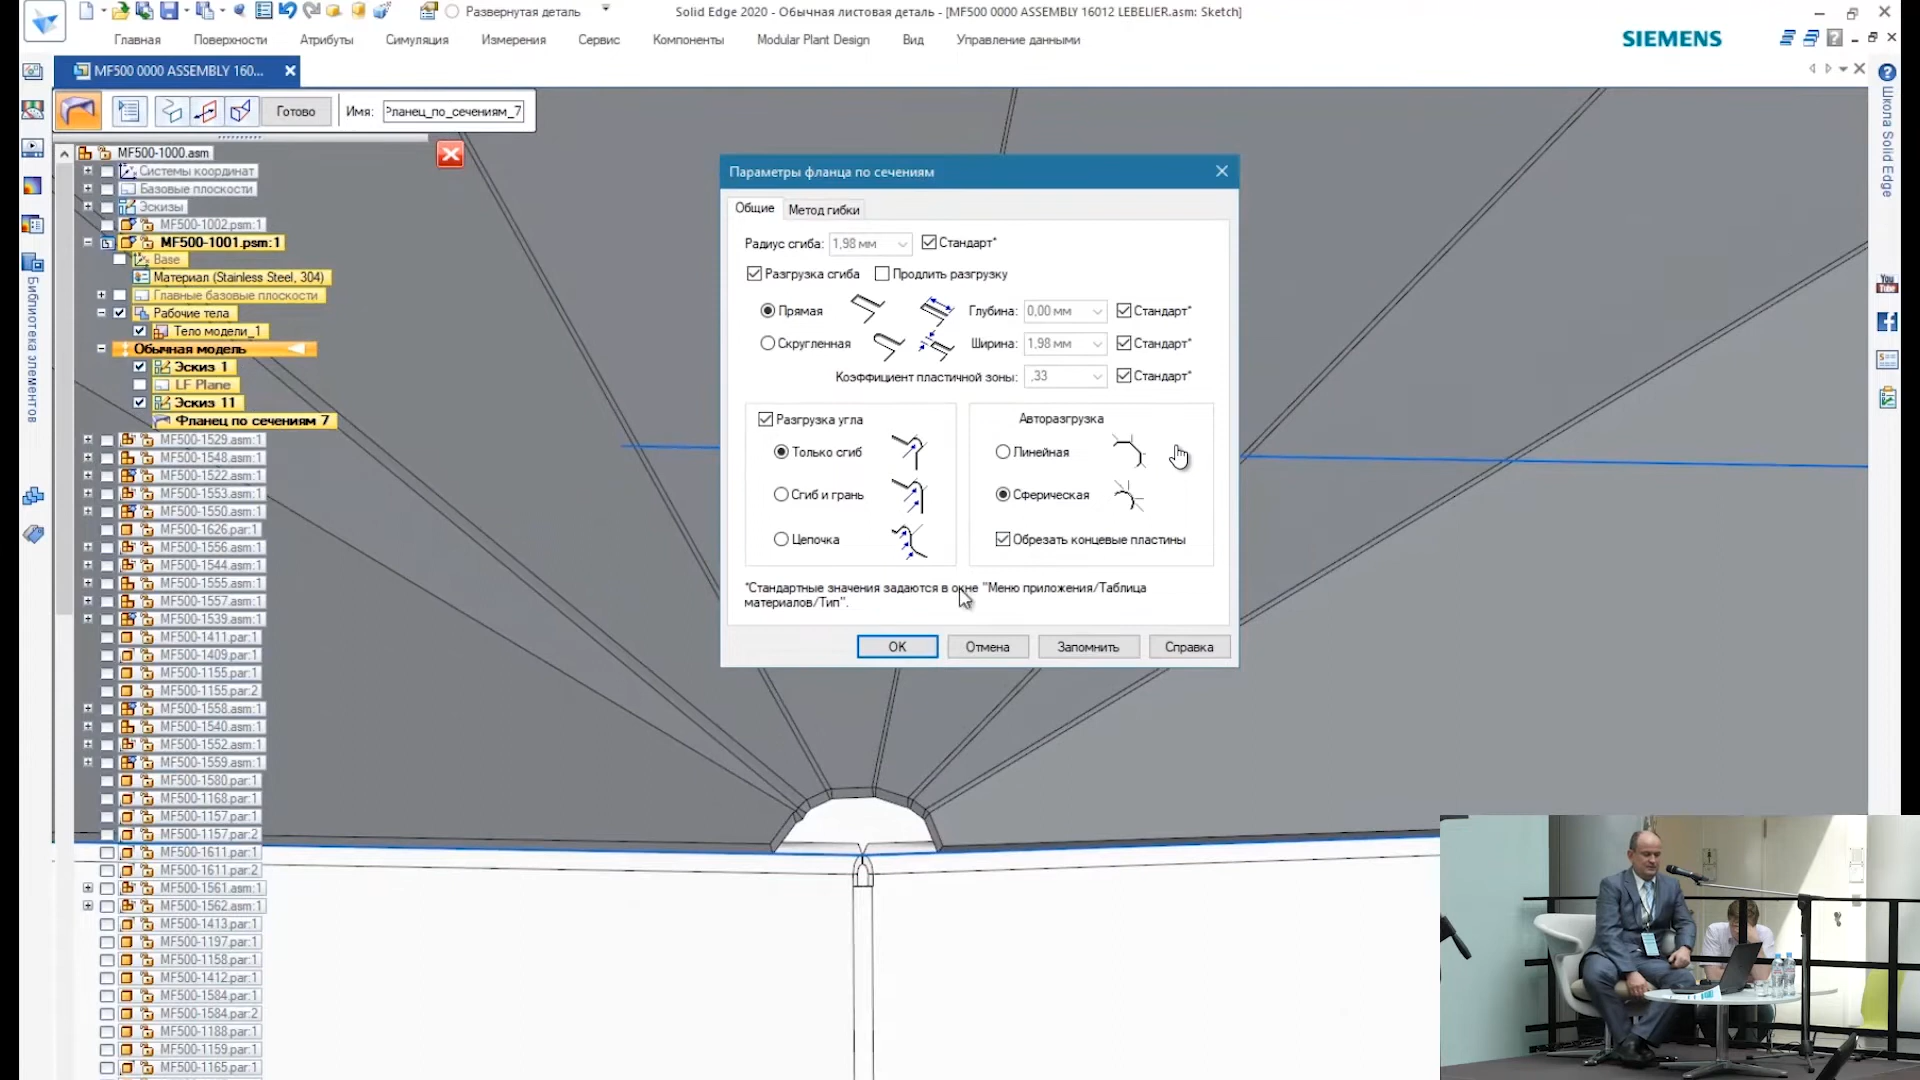 Развернутая деталь
Solid Edge 2020 - Обычная листовая деталь - [MF500 0000 ASSEMBLY 16012 LEBELIER.asm: Sketch]
Главная Поверхности Атрибуты Симуляция Измерения Сервис Компоненты Modular Plant Design Вид Управление данными
SIEMENS
MF500 0000 ASSEMBLY 160...
Готово Имя: Фланец_по_сечениям_7
MF500-1000.asm
Системы координат
Базовые плоскости
Эскизы
MF500-1002.psm:1
MF500-1001.psm:1
Base
Материал (Stainless Steel, 304)
Главные базовые плоскости
Рабочие тела
Тело модели_1
Обычная модель
Эскиз 1
LF Plane
Эскиз 11
Фланец по сечениям 7
MF500-1529.asm:1
MF500-1548.asm:1
MF500-1522.asm:1
MF500-1553.asm:1
MF500-1550.asm:1
MF500-1626.par:1
MF500-1556.asm:1
MF500-1544.asm:1
MF500-1555.asm:1
MF500-1557.asm:1
MF500-1539.asm:1
MF500-1411.par:1
MF500-1409.par:1
MF500-1155.par:1
MF500-1155.par:2
MF500-1558.asm:1
MF500-1540.asm:1
MF500-1552.asm:1
MF500-1559.asm:1
MF500-1580.par:1
MF500-1168.par:1
MF500-1157.par:1
MF500-1157.par:2
MF500-1611.par:1
MF500-1611.par:2
MF500-1561.asm:1
MF500-1562.asm:1
MF500-1413.par:1
MF500-1197.par:1
MF500-1158.par:1
MF500-1412.par:1
MF500-1584.par:1
MF500-1584.par:2
MF500-1188.par:1
MF500-1159.par:1
MF500-1165.par:1
Библиотека элементов
Параметры фланца по сечениям
Общие Метод гибки
Радиус сгиба: 1,98 мм Стандарт*
Разгрузка сгиба Продлить разгрузку
Прямая Глубина: 0,00 мм Стандарт*
Скругленная Ширина: 1,98 мм Стандарт*
Коэффициент пластичной зоны: ,33 Стандарт*
Разгрузка угла
Только сгиб
Сгиб и грань
Цепочка
Авторазгрузка
Линейная
Сферическая
Обрезать концевые пластины
*Стандартные значения задаются в окне "Меню приложения/Таблица
материалов/Тип".
OK Отмена Запомнить Справка
Школа Solid Edge
You
Tube